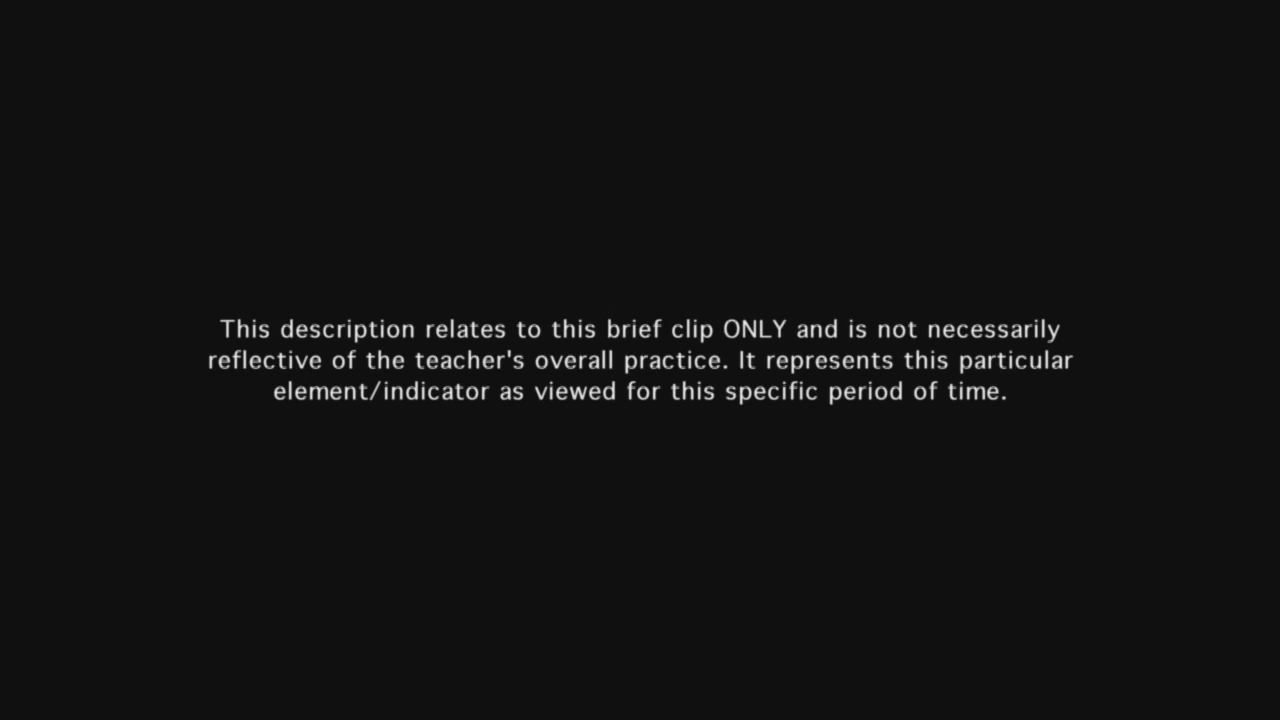 This description relates to this brief clip ONLY and is not necessarily
reflective of the teacher's overall practice. It represents this particular
element/indicator as viewed for this specific period of time.